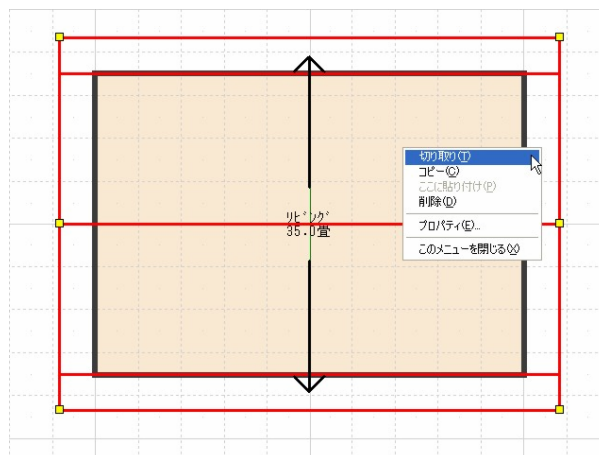 切り取り(T)
コピー(C)
ここに貼り付け(P)
削除(D)
プロパティ(E)...
このメニューを閉じる(X)
リビング
35.0畳